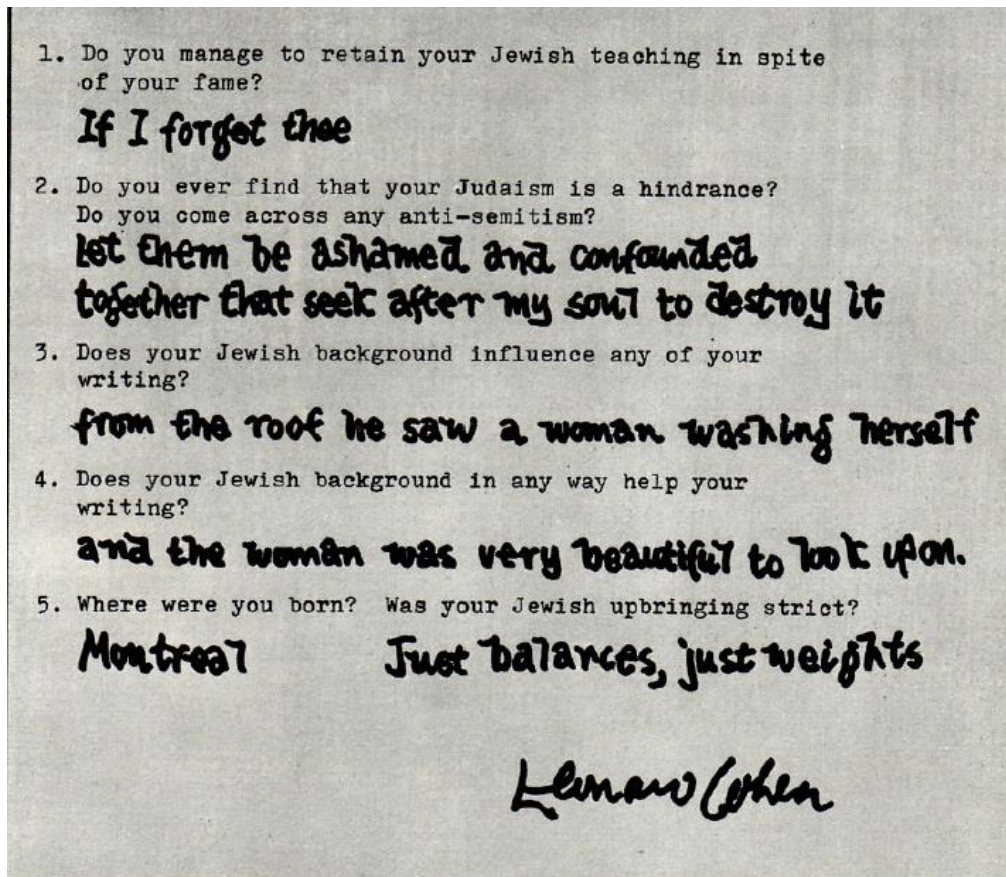 1. Do you manage to retain your Jewish teaching in spite
of your fame?
If I forget thee
2. Do you ever find that your Judaism is a hindrance?
Do you come across any anti-semitism?
let them be ashamed and confounded
together that seek after my soul to destroy it
3. Does your Jewish background influence any of your
writing?
from the roof he saw a woman washing herself
4. Does your Jewish background in any way help your
writing?
and the woman was very beautiful to look upon.
5. Where were you born? Was your Jewish upbringing strict?
Montreal Just balances, just weights
Leonard Cohen